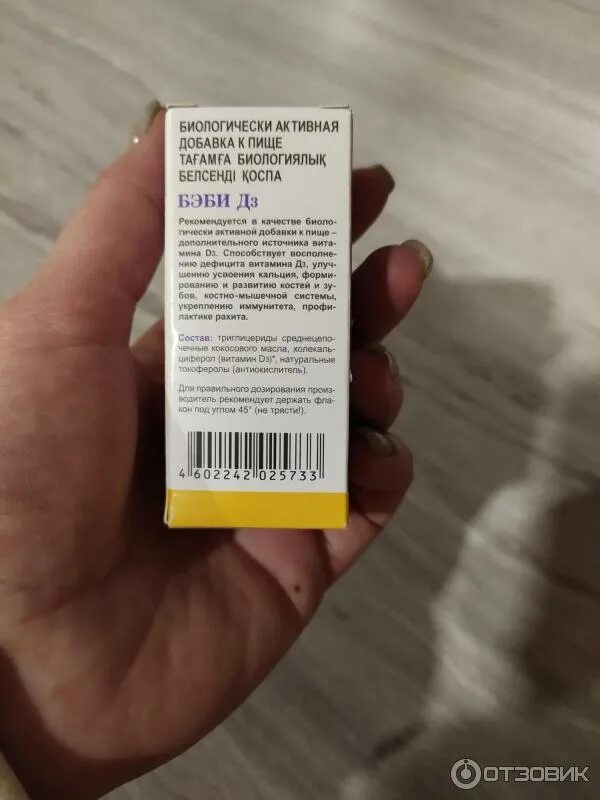 БИОЛОГИЧЕСКИ АКТИВНАЯ
ДОБАВКА К ПИЩЕ
ТАҒАМҒА БИОЛОГИЯЛЫҚ
БЕЛСЕНДІ ҚОСПА
БЭБИ Д3
Рекомендуется в качестве биоло-
гически активной добавки к пище –
дополнительного источника вита-
мина D3. Способствует восполне-
нию дефицита витамина Д3, улуч-
шению усвоения кальция, форми-
рованию и развитию костей и зу-
бов, костно-мышечной системы,
укреплению иммунитета, профи-
лактике рахита.
Состав: триглицериды среднецепо-
чечные кокосового масла, холекаль-
циферол (витамин D3)*, натуральные
токоферолы (антиокислитель).
Для правильного дозирования произ-
водитель рекомендует держать фла-
кон под углом 45° (не трясти!).
4 602242 025733
ОТЗОВИК